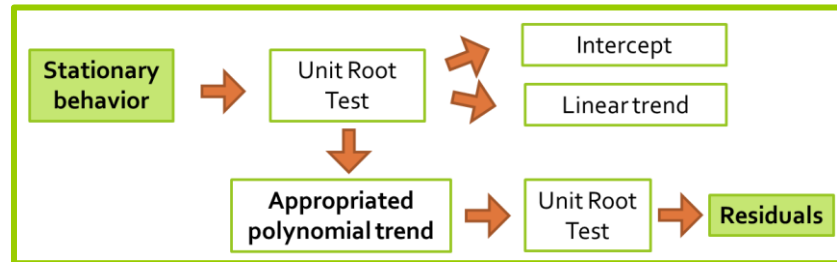 Stationary
behavior
Unit Root
Test
Intercept
Linear trend
Appropriated
polynomial trend
Unit Root
Test
Residuals